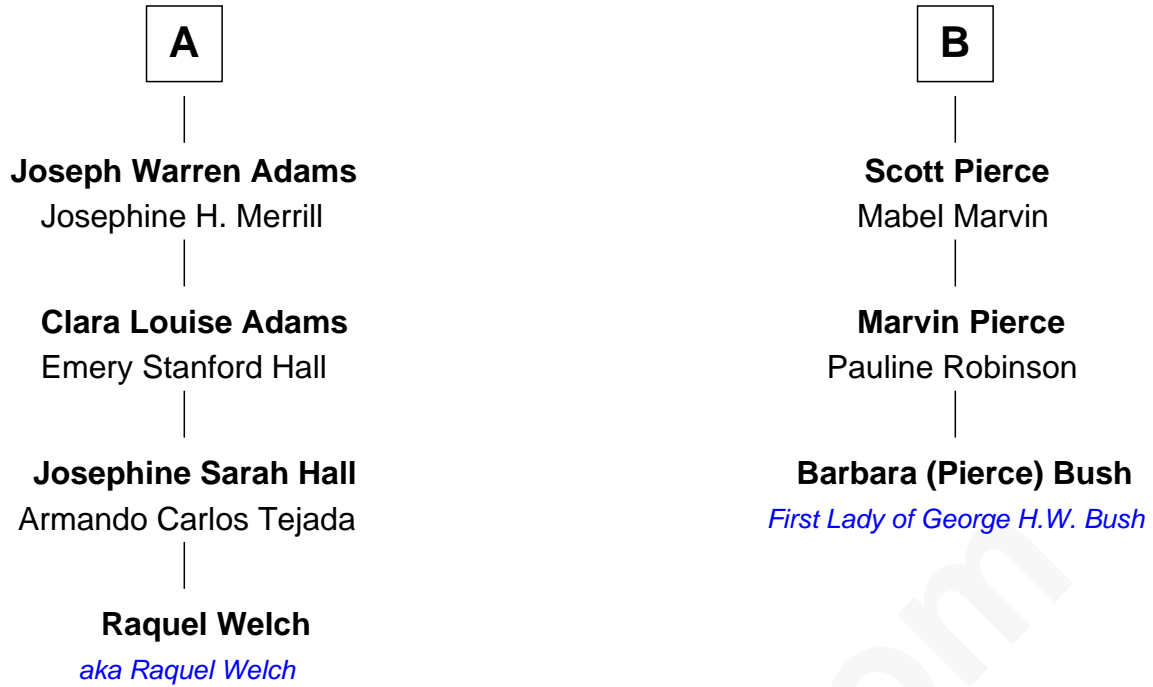 A
Joseph Warren Adams
Josephine H. Merrill
Clara Louise Adams
Emery Stanford Hall
Josephine Sarah Hall
Armando Carlos Tejada
Raquel Welch
aka Raquel Welch
B
Scott Pierce
Mabel Marvin
Marvin Pierce
Pauline Robinson
Barbara (Pierce) Bush
First Lady of George H.W. Bush
om